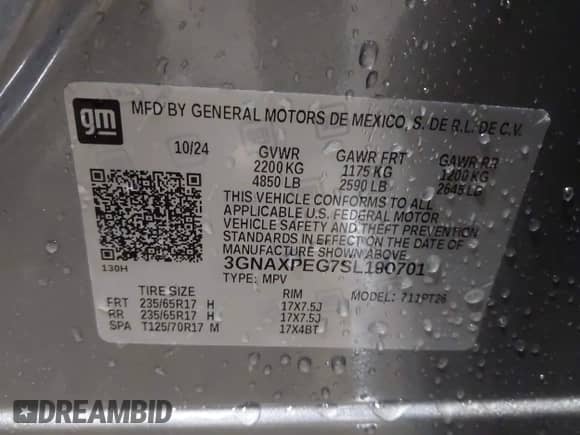 gm
MFD BY GENERAL MOTORS DE MEXICO, S. DE R.L. DE C.V.
10/24 GVWR GAWR FRT GAWR RR
2200 KG 1175 KG 1200 KG
4850 LB 2590 LB 2645 LB
THIS VEHICLE CONFORMS TO ALL
APPLICABLE U.S. FEDERAL MOTOR
VEHICLE SAFETY, BUMPER, AND THEFT
PREVENTION STANDARDS IN EFFECT ON THE DATE OF
MANUFACTURE SHOWN ABOVE.
3GNAXPEG7SL190701
130H TYPE: MPV MODEL: 711PT26
TIRE SIZE RIM
FRT 235/65R17 H 17X7.5J
RR 235/65R17 H 17X7.5J
SPA T125/70R17 M 17X4BT
DREAMBID